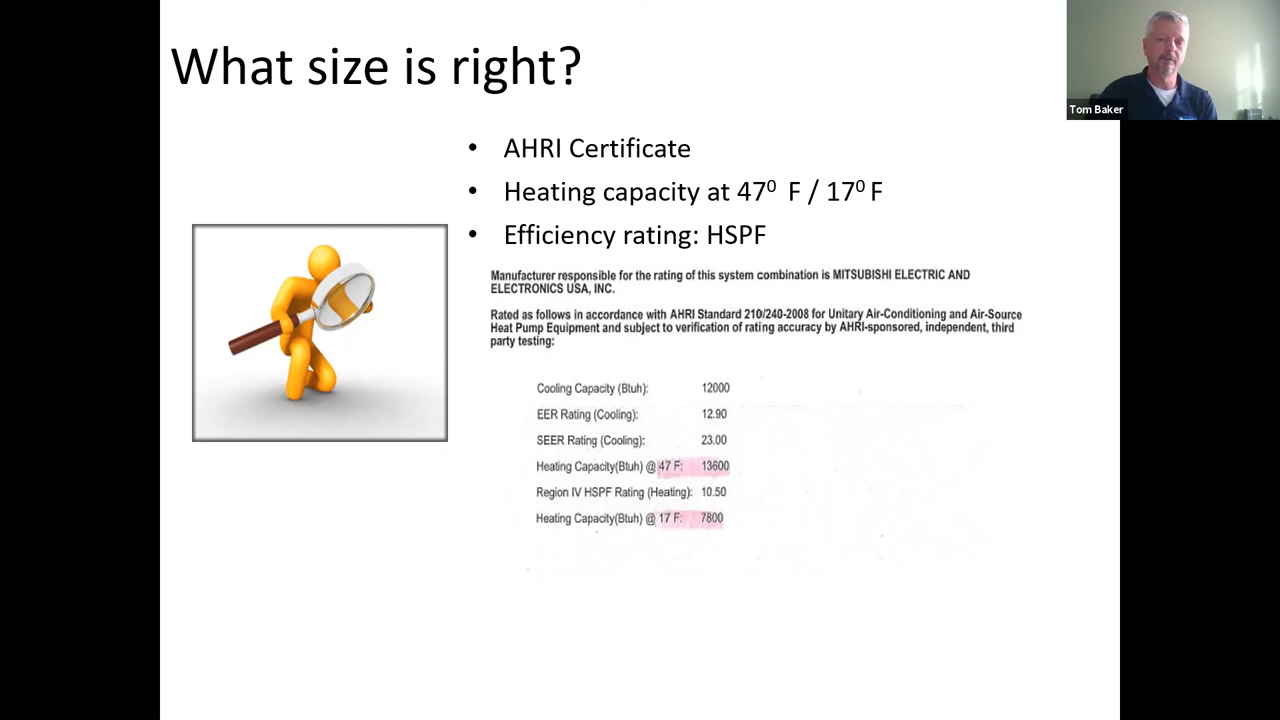 What size is right?
Tom Baker
• AHRI Certificate
• Heating capacity at 47⁰ F / 17⁰ F
• Efficiency rating: HSPF
Manufacturer responsible for the rating of this system combination is MITSUBISHI ELECTRIC AND
ELECTRONICS USA, INC.
Rated as follows in accordance with AHRI Standard 210/240-2008 for Unitary Air-Conditioning and Air-Source
Heat Pump Equipment and subject to verification of rating accuracy by AHRI-sponsored, independent, third
party testing:
Cooling Capacity (Btuh): 12000
EER Rating (Cooling): 12.90
SEER Rating (Cooling): 23.00
Heating Capacity(Btuh) @ 47 F: 13600
Region IV HSPF Rating (Heating): 10.50
Heating Capacity(Btuh) @ 17 F: 7800